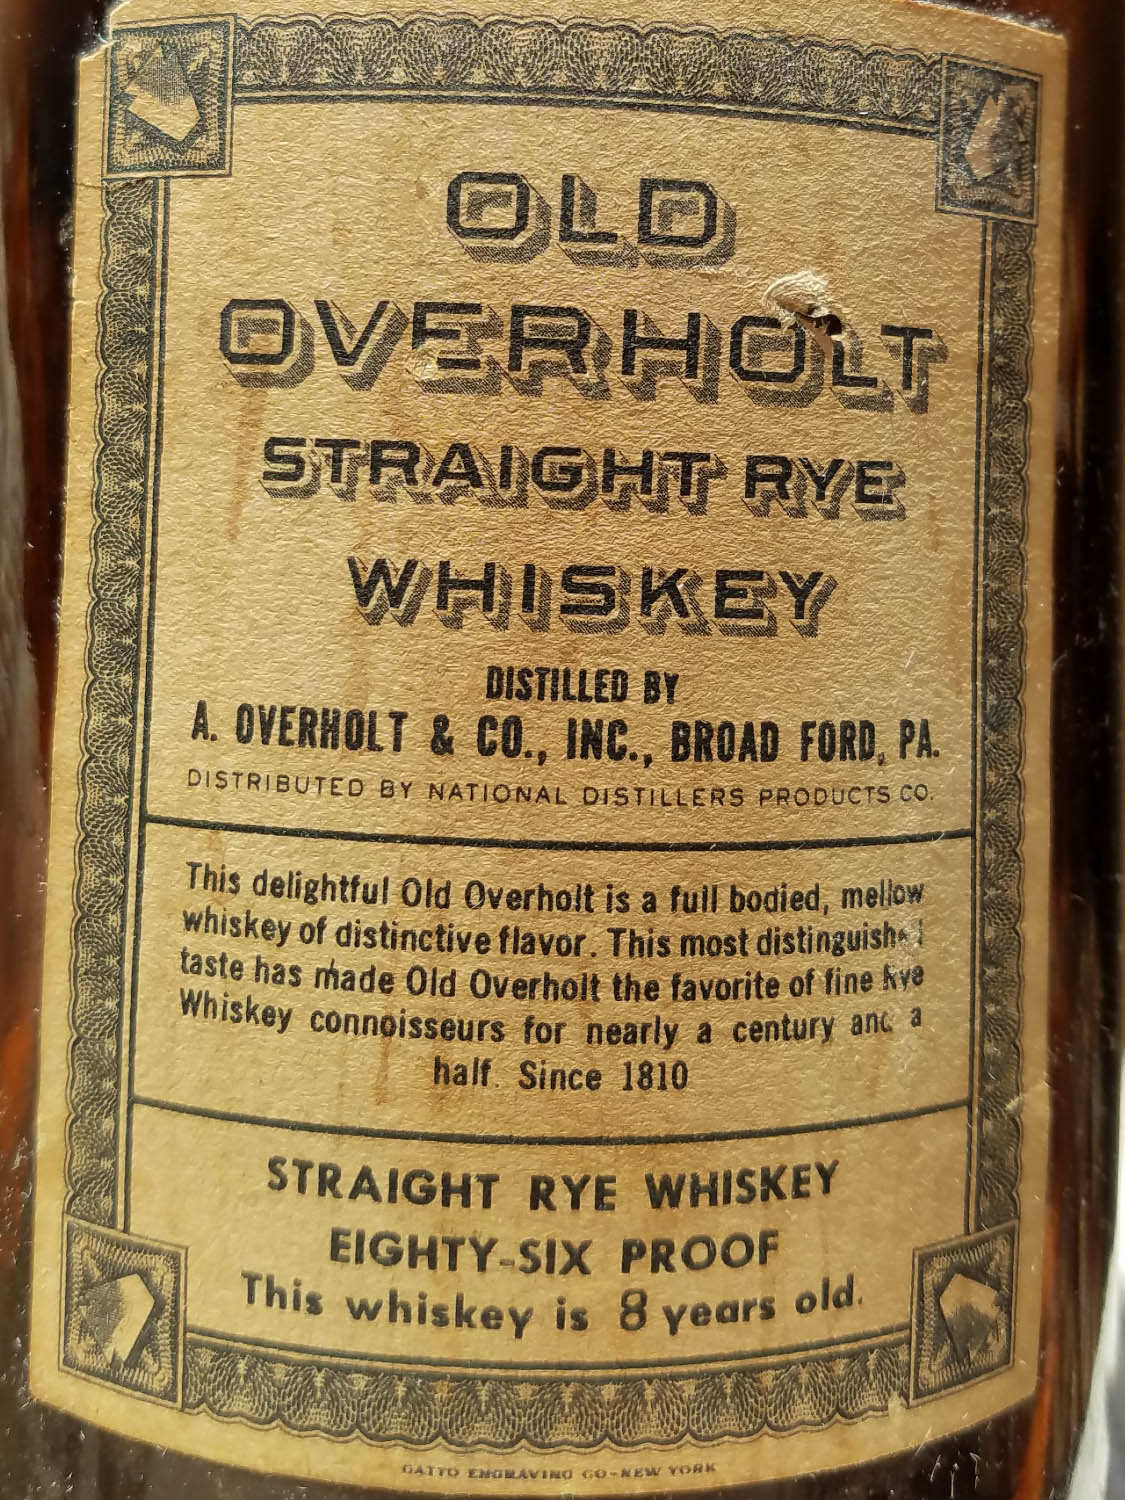 OLD
OVERHOLT
STRAIGHT RYE
WHISKEY
DISTILLED BY
A. OVERHOLT & CO., INC., BROAD FORD, PA.
DISTRIBUTED BY NATIONAL DISTILLERS PRODUCTS CO.
This delightful Old Overholt is a full bodied, mellow
whiskey of distinctive flavor. This most distinguished
taste has made Old Overholt the favorite of fine Rye
Whiskey connoisseurs for nearly a century and a
half. Since 1810
STRAIGHT RYE WHISKEY
EIGHTY-SIX PROOF
This whiskey is 8 years old.
GATTO ENGRAVING CO-NEW YORK